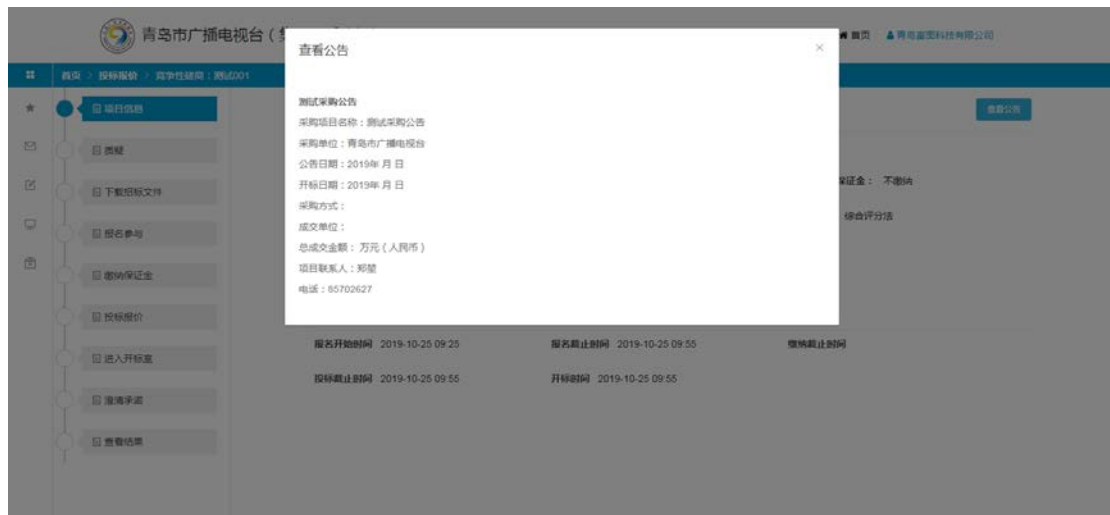 青岛市广播电视台（
首页
青岛富图科技有限公司
首页 > 投标报价 > 竞争性磋商：测试001
查看公告
项目信息
质疑
下载招标文件
报名参与
缴纳保证金
投标报价
进入开标室
澄清承诺
查看结果
查看公告
测试采购公告
采购项目名称：测试采购公告
采购单位：青岛市广播电视台
公告日期：2019年 月 日
开标日期：2019年 月 日
采购方式：
成交单位：
总成交金额： 万元（人民币）
项目联系人：郑堃
电话：85702627
保证金： 不缴纳
综合评分法
报名开始时间 2019-10-25 09:25
报名截止时间 2019-10-25 09:55
缴纳截止时间
投标截止时间 2019-10-25 09:55
开标时间 2019-10-25 09:55